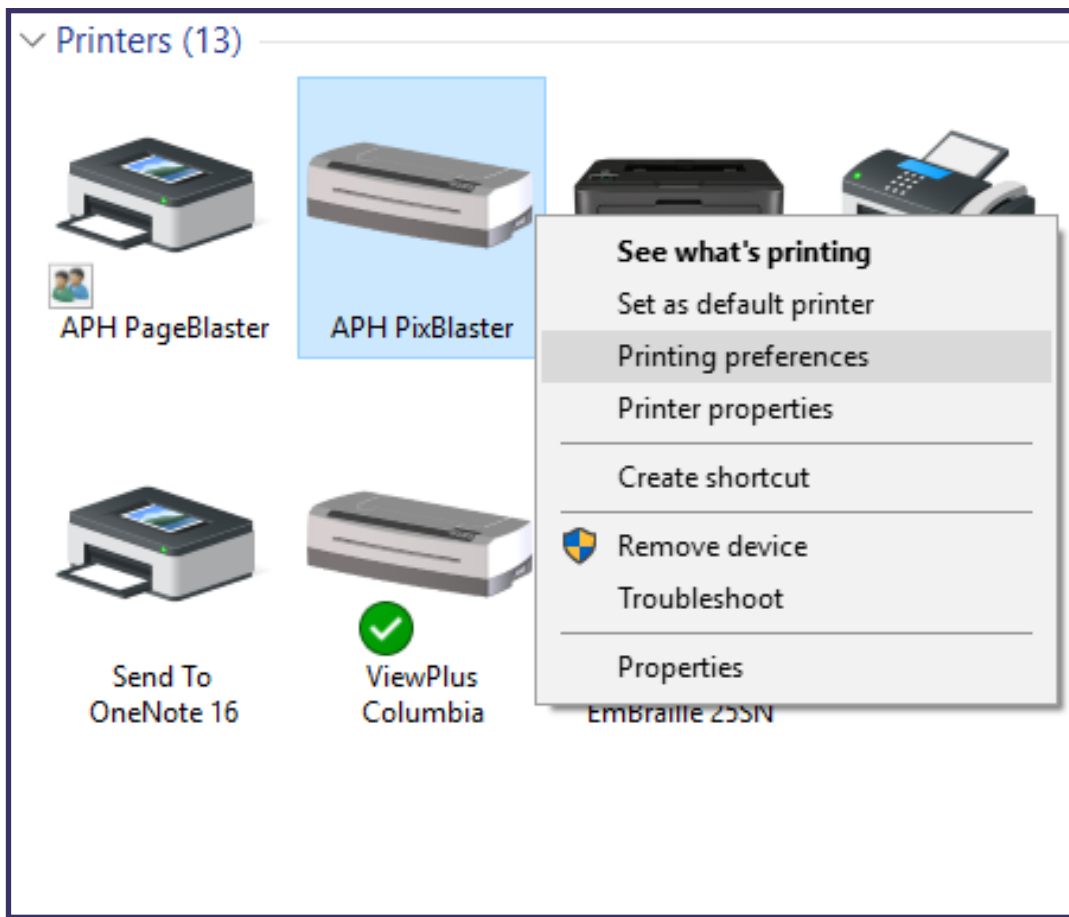 Printers (13)
APH PageBlaster
APH PixBlaster
See what's printing
Set as default printer
Printing preferences
Printer properties
Create shortcut
Remove device
Troubleshoot
Properties
Send To
OneNote 16
ViewPlus
Columbia
EmBraille 25SN